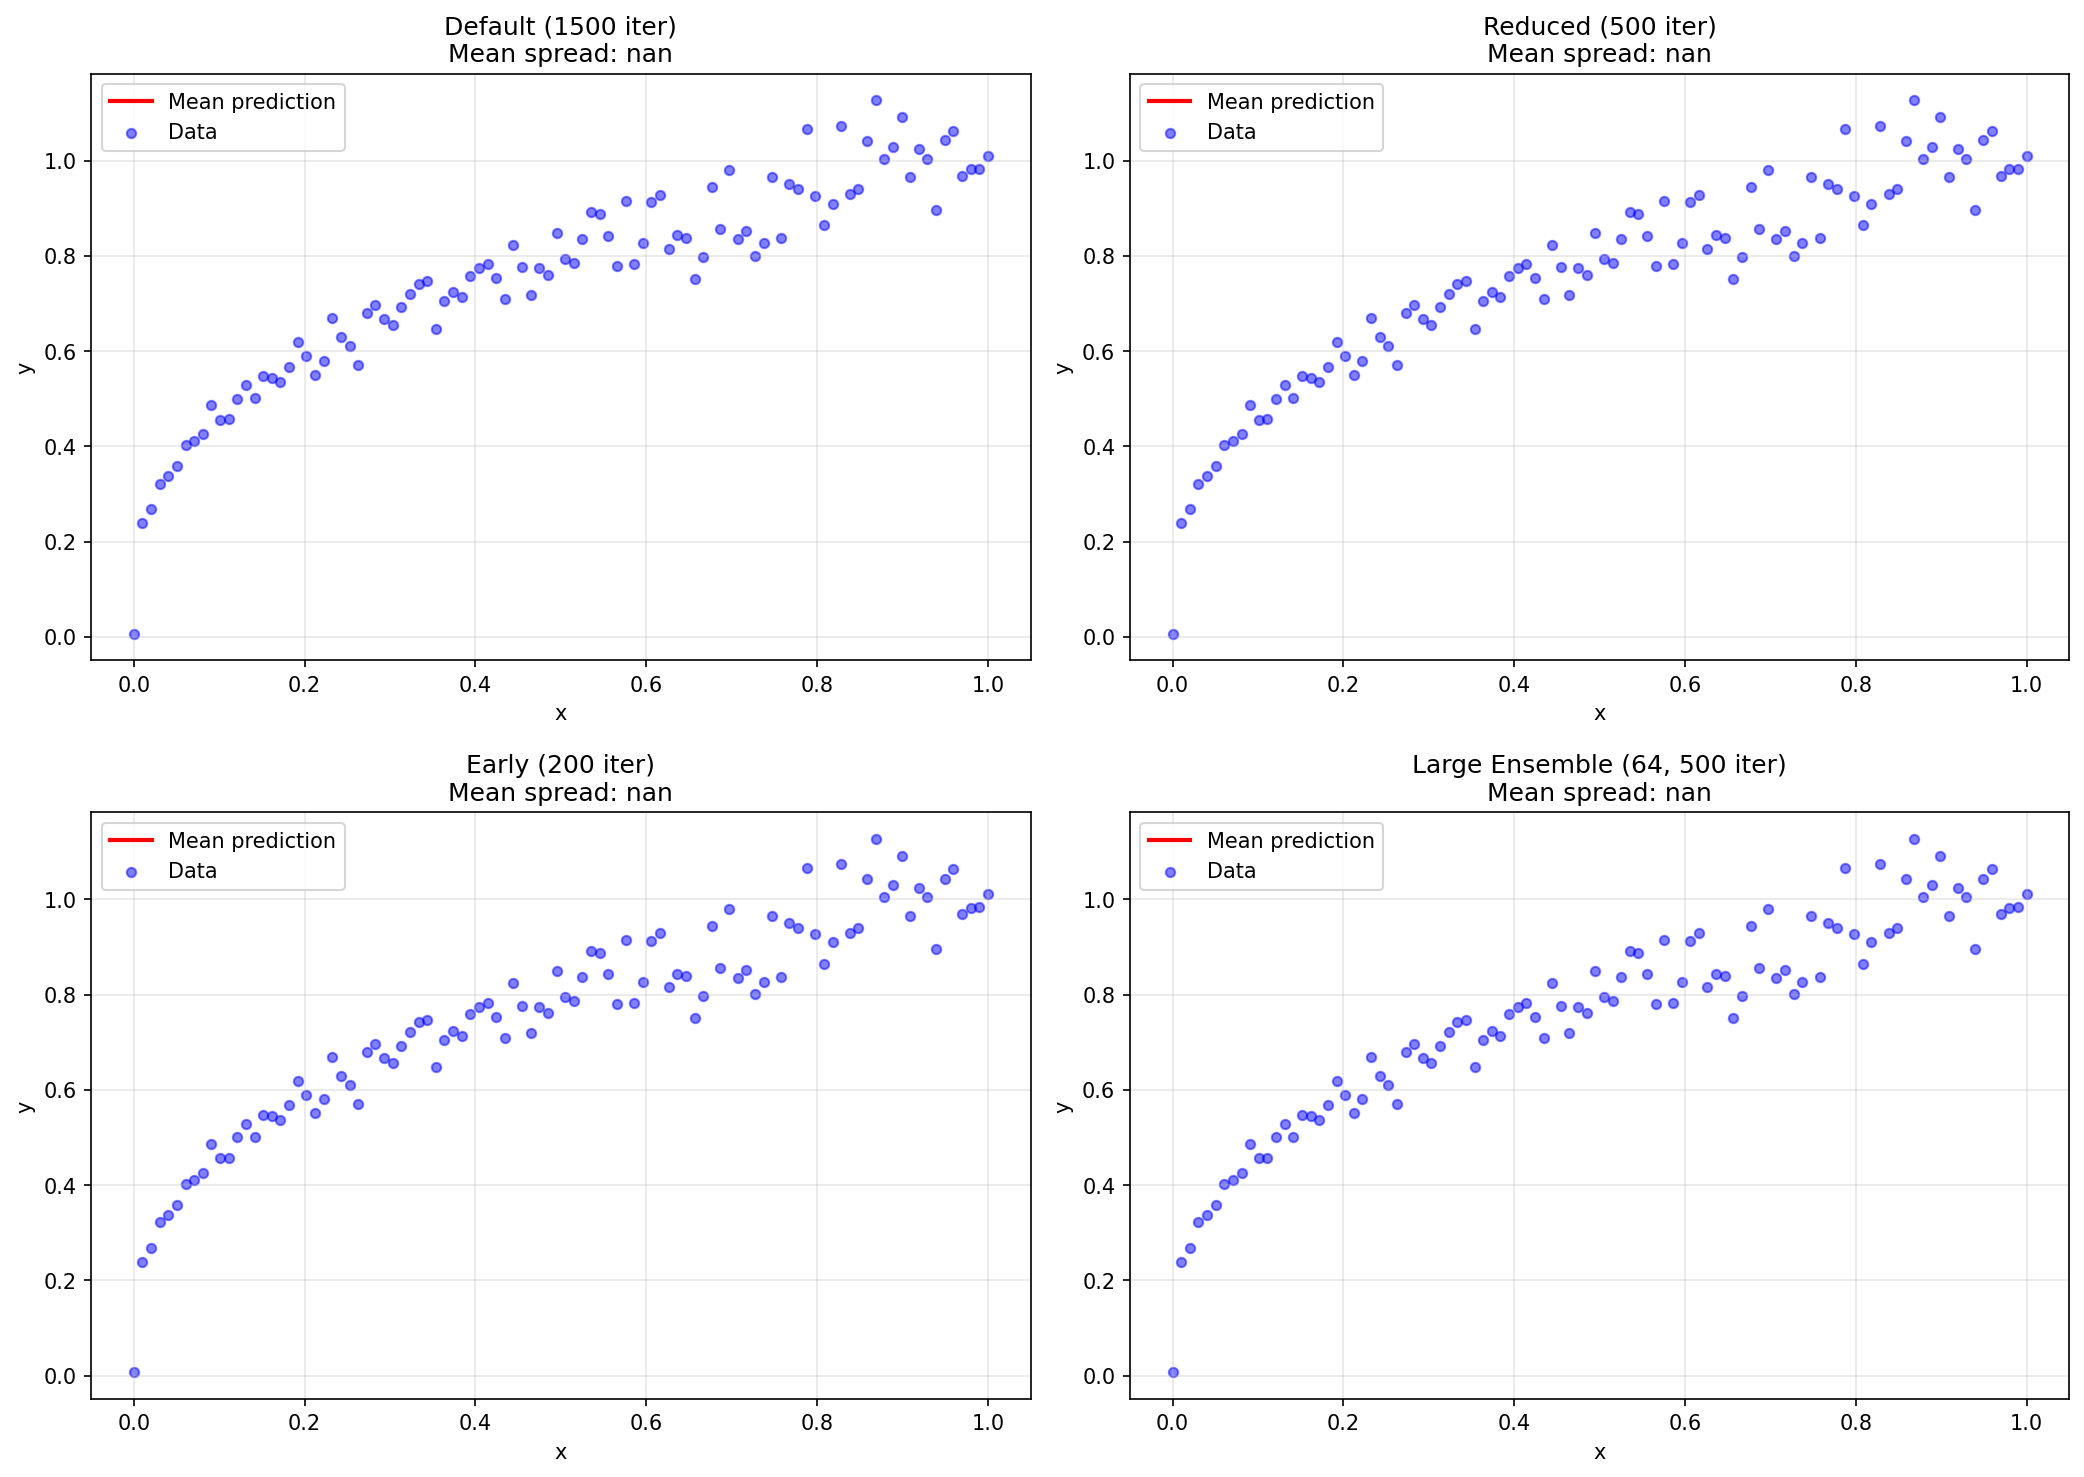 Default (1500 iter)
Mean spread: nan
Mean prediction
Data
1.0
0.8
0.6
0.4
0.2
0.0
y
0.0 0.2 0.4 0.6 0.8 1.0
x
Reduced (500 iter)
Mean spread: nan
Mean prediction
Data
1.0
0.8
0.6
0.4
0.2
0.0
y
0.0 0.2 0.4 0.6 0.8 1.0
x
Early (200 iter)
Mean spread: nan
Mean prediction
Data
1.0
0.8
0.6
0.4
0.2
0.0
y
0.0 0.2 0.4 0.6 0.8 1.0
x
Large Ensemble (64, 500 iter)
Mean spread: nan
Mean prediction
Data
1.0
0.8
0.6
0.4
0.2
0.0
y
0.0 0.2 0.4 0.6 0.8 1.0
x